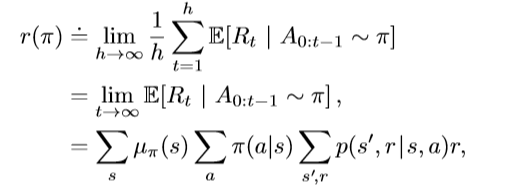 r(π) ≐ lim_{h→∞} 1/h ∑_{t=1}^{h} 𝔼[R_t | A_{0:t−1} ∼ π]
= lim_{t→∞} 𝔼[R_t | A_{0:t−1} ∼ π] ,
= ∑_s μ_π(s) ∑_a π(a|s) ∑_{s′,r} p(s′, r|s, a)r,